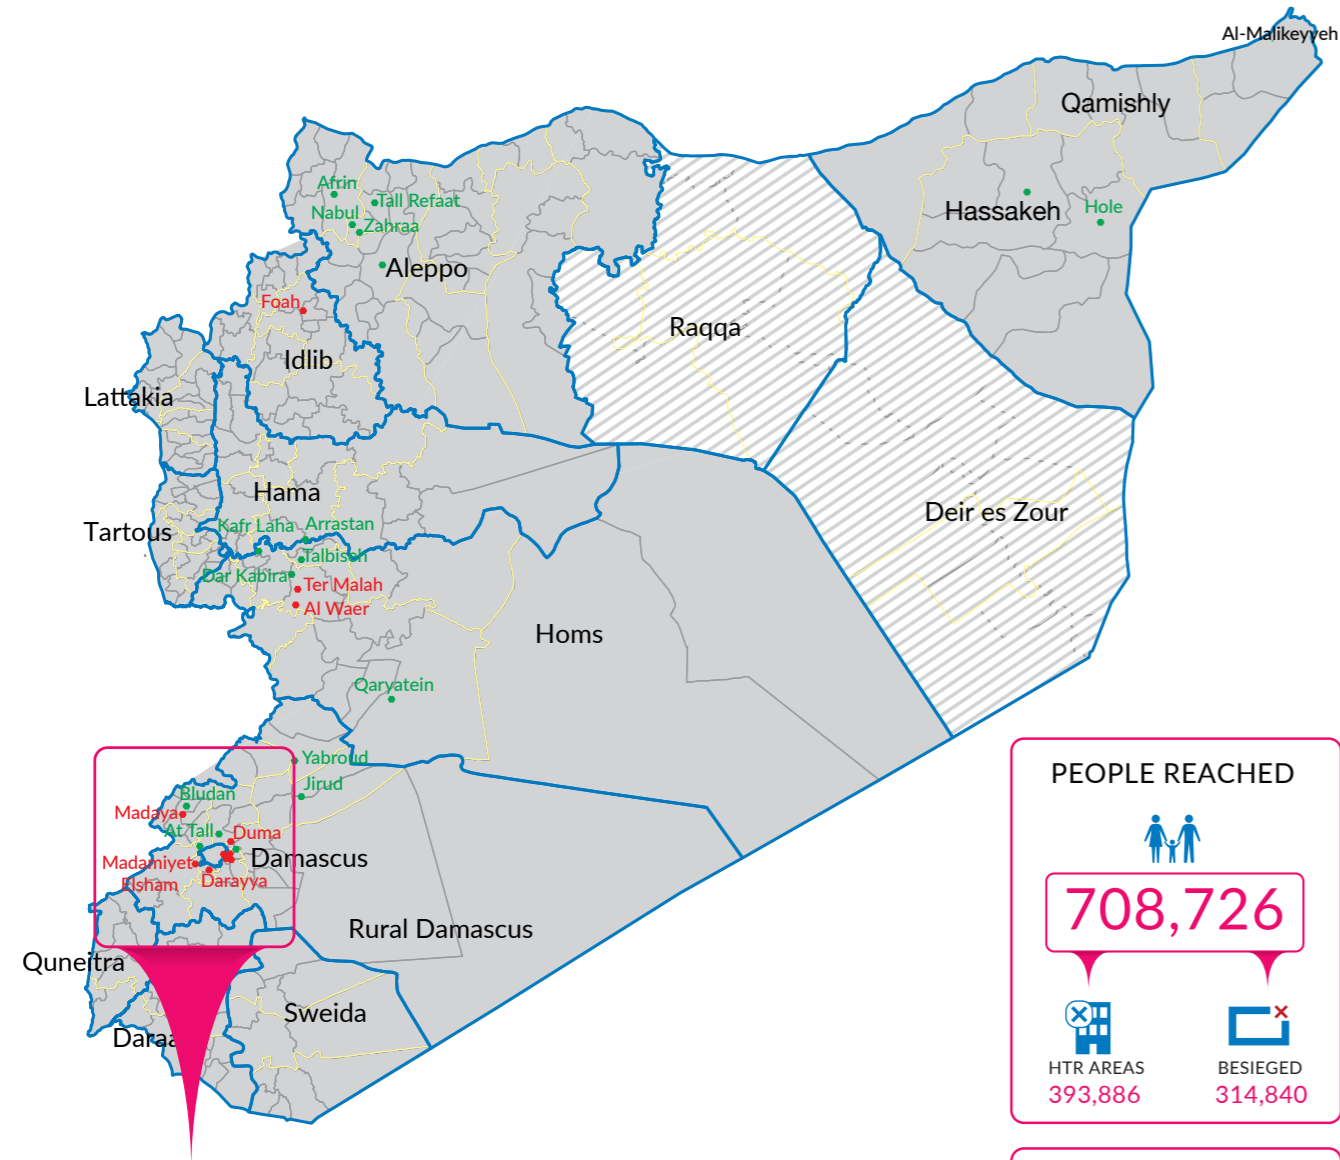 Al-Malikeyyeh
Qamishly
Afrin
Tall Refaat
Nabul
Zahraa
Hassakeh
Hole
Aleppo
Foah
Raqqa
Idlib
Lattakia
Hama
Deir es Zour
Tartous
Kafr Laha
Arrastan
Talbiseh
Dar Kabira
Ter Malah
Al Waer
Homs
Qaryatein
Yabroud
Jirud
Bludan
Madaya
At Tall
Duma
Damascus
Madamiyet
Elsham
Darayya
Rural Damascus
Quneitra
Sweida
Daraa
PEOPLE REACHED
708,726
HTR AREAS
393,886
BESIEGED
314,840